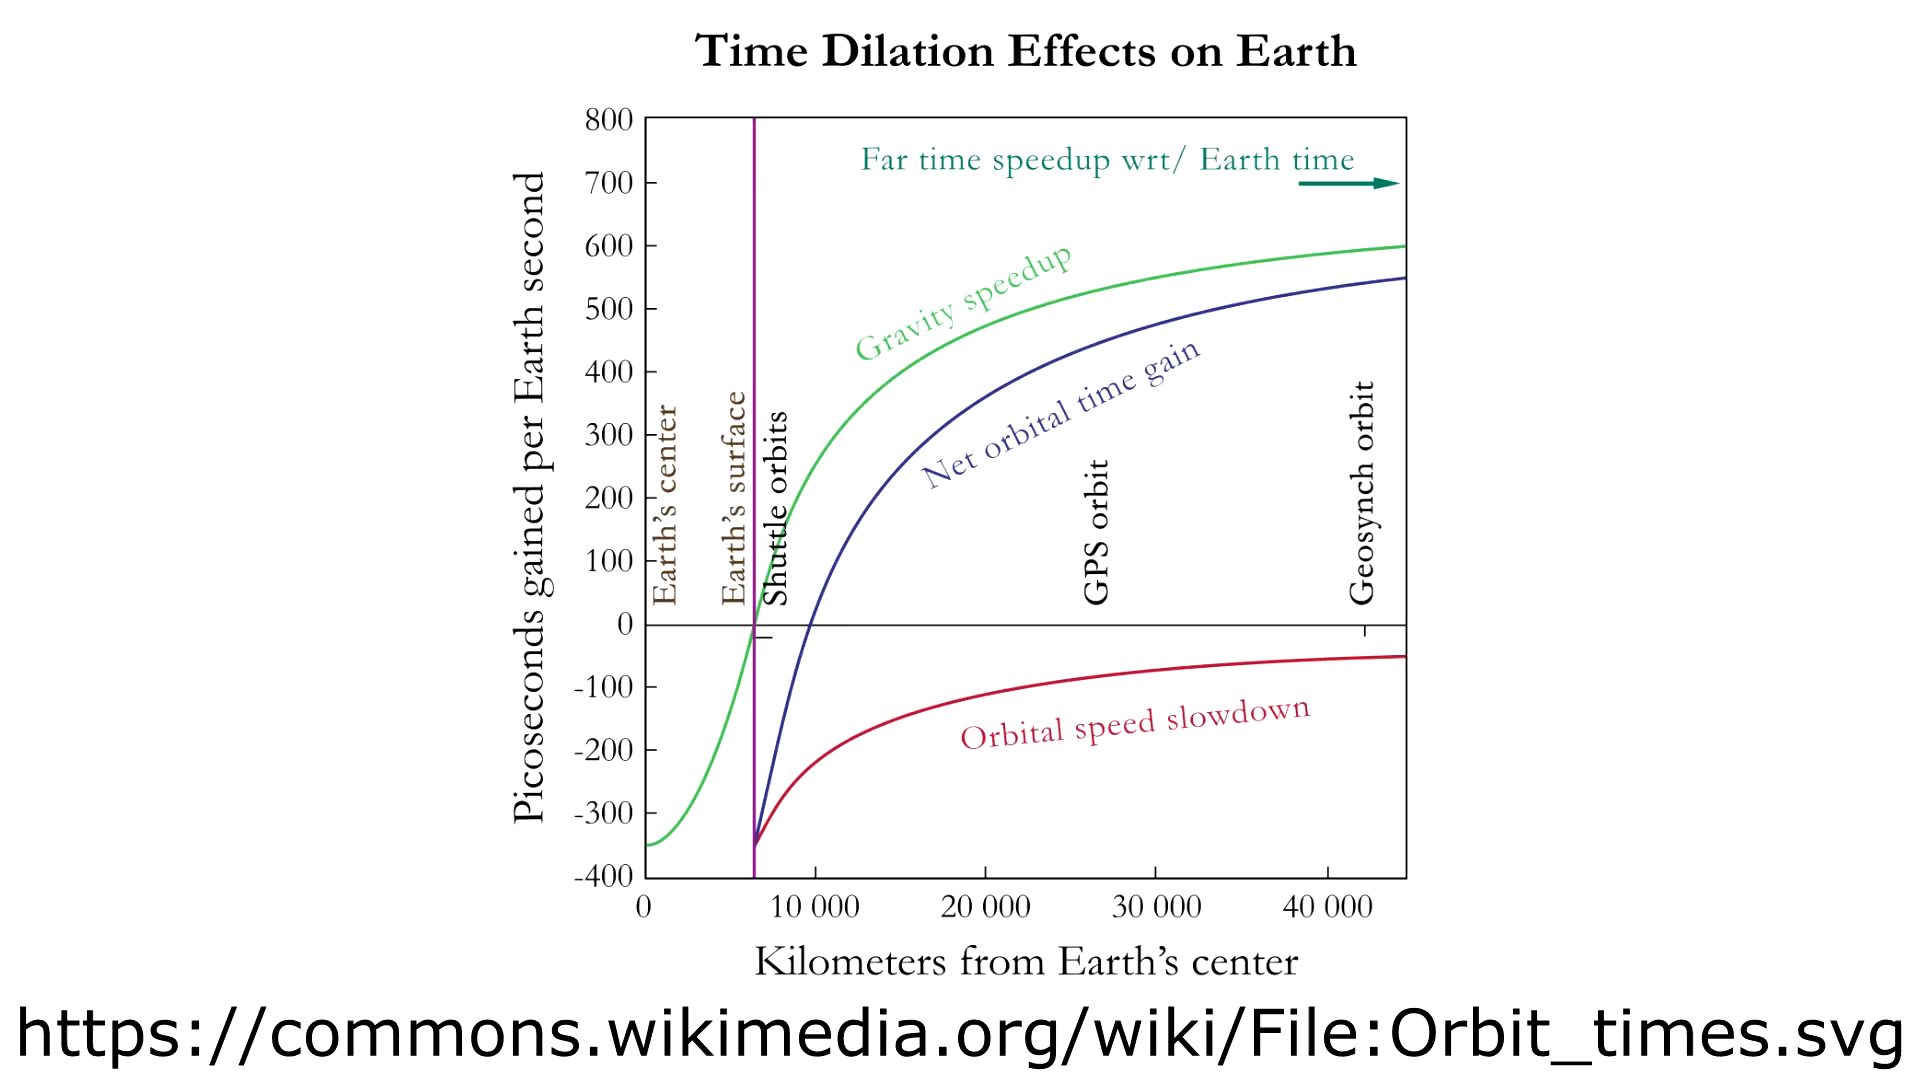 Time Dilation Effects on Earth
Picoseconds gained per Earth second
800
700
600
500
400
300
200
100
0
-100
-200
-300
-400
Far time speedup wrt/ Earth time
Gravity speedup
Net orbital time gain
Orbital speed slowdown
Earth's center
Earth's surface
Shuttle orbits
GPS orbit
Geosynch orbit
0 10 000 20 000 30 000 40 000
Kilometers from Earth's center
https://commons.wikimedia.org/wiki/File:Orbit_times.svg